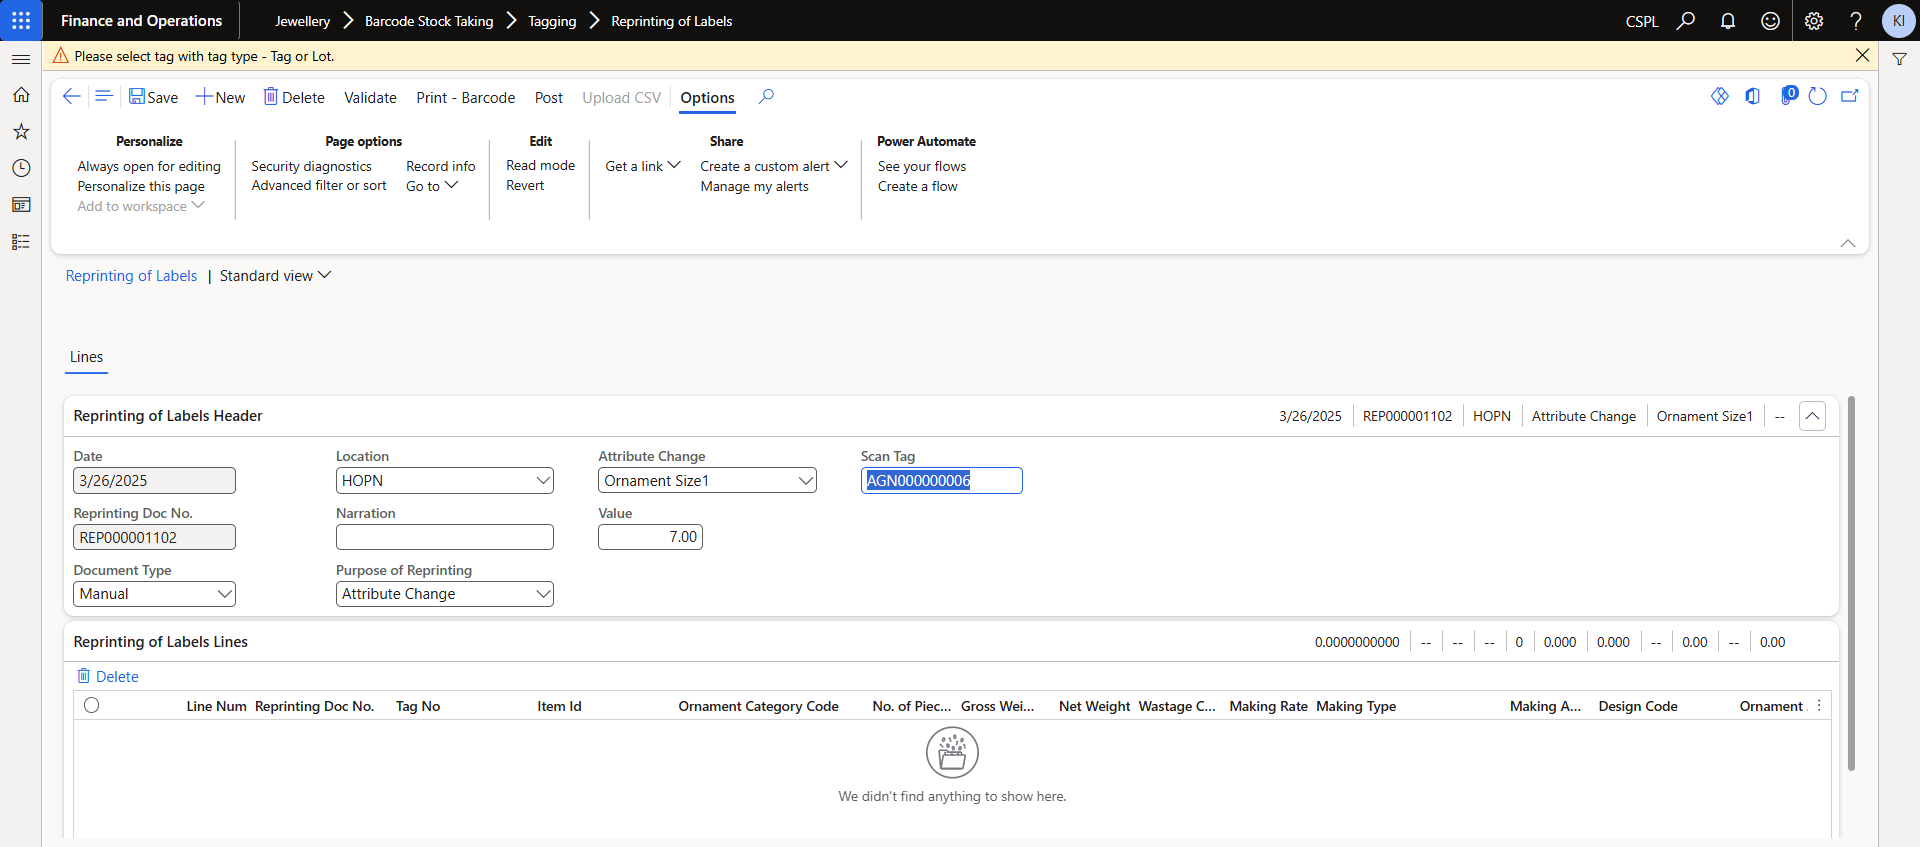 Finance and Operations
Jewellery > Barcode Stock Taking > Tagging > Reprinting of Labels
CSPL
KI
Please select tag with tag type - Tag or Lot.
Save New Delete Validate Print - Barcode Post Upload CSV Options
0
Personalize
Always open for editing
Personalize this page
Add to workspace
Page options
Security diagnostics
Advanced filter or sort
Record info
Go to
Edit
Read mode
Revert
Share
Get a link
Create a custom alert
Manage my alerts
Power Automate
See your flows
Create a flow
Reprinting of Labels | Standard view
Lines
Reprinting of Labels Header
3/26/2025 | REP000001102 | HOPN | Attribute Change | Ornament Size1 | --
Date
3/26/2025
Reprinting Doc No.
REP000001102
Document Type
Manual
Location
HOPN
Narration
Purpose of Reprinting
Attribute Change
Attribute Change
Ornament Size1
Value
7.00
Scan Tag
AGN000000006
Reprinting of Labels Lines
0.0000000000 | -- | -- | -- | 0 | 0.000 | 0.000 | -- | 0.00 | -- | 0.00
Delete
Line Num Reprinting Doc No. Tag No Item Id Ornament Category Code No. of Piec... Gross Wei... Net Weight Wastage C... Making Rate Making Type Making A... Design Code Ornament
We didn't find anything to show here.